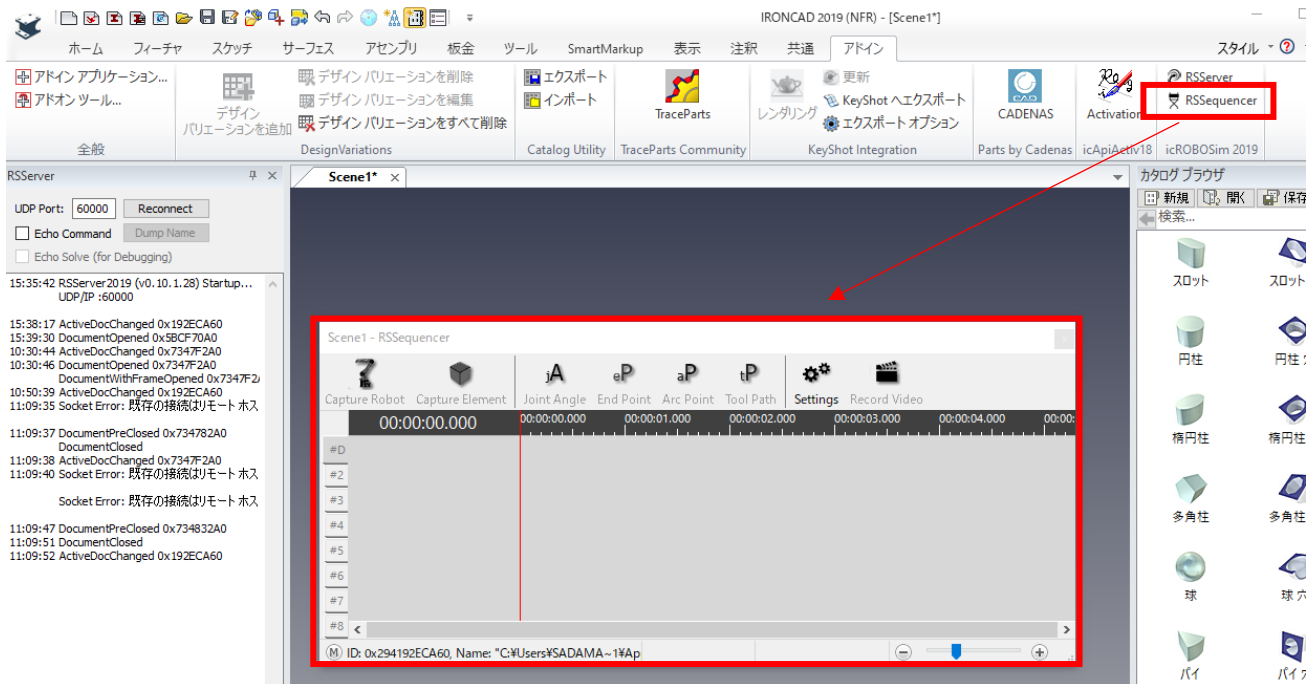 IRONCAD 2019 (NFR) - [Scene1*]
ホーム フィーチャ スケッチ サーフェス アセンブリ 板金 ツール SmartMarkup 表示 注釈 共通 アドイン スタイル
アドイン アプリケーション...
アドオン ツール...
全般
デザイン
バリエーションを追加
デザイン バリエーションを削除
デザイン バリエーションを編集
デザイン バリエーションをすべて削除
DesignVariations
エクスポート
インポート
Catalog Utility
TraceParts
TraceParts Community
レンダリング
更新
KeyShot へエクスポート
エクスポート オプション
KeyShot Integration
CAD
CADENAS
Parts by Cadenas
Reg
Activation
icApiActiv18
RSServer
RSSequencer
icROBOSim 2019
RSServer
UDP Port: 60000 Reconnect
Echo Command Dump Name
Echo Solve (for Debugging)
15:35:42 RSServer2019 (v0.10.1.28) Startup...
UDP/IP :60000
15:38:17 ActiveDocChanged 0x192ECA60
15:39:30 DocumentOpened 0x5BCF70A0
10:30:44 ActiveDocChanged 0x7347F2A0
10:30:46 DocumentOpened 0x7347F2A0
DocumentWithFrameOpened 0x7347F2
10:50:39 ActiveDocChanged 0x192ECA60
11:09:35 Socket Error: 既存の接続はリモート ホス
11:09:37 DocumentPreClosed 0x734782A0
DocumentClosed
11:09:38 ActiveDocChanged 0x7347F2A0
11:09:40 Socket Error: 既存の接続はリモート ホス
Socket Error: 既存の接続はリモート ホス
11:09:47 DocumentPreClosed 0x734832A0
11:09:51 DocumentClosed
11:09:52 ActiveDocChanged 0x192ECA60
Scene1*
Scene1 - RSSequencer
Capture Robot Capture Element Joint Angle End Point Arc Point Tool Path Settings Record Video
jA eP aP tP
00:00:00.000 00:00:00.000 00:00:01.000 00:00:02.000 00:00:03.000 00:00:04.000 00:00:
#D
#2
#3
#4
#5
#6
#7
#8
M ID: 0x294192ECA60, Name: "C:¥Users¥SADAMA~1¥Ap
カタログ ブラウザ
新規 開く 保存
検索...
スロット スロット
円柱 円柱
楕円柱 楕円柱
多角柱 多角柱
球 球 穴
パイ パイ